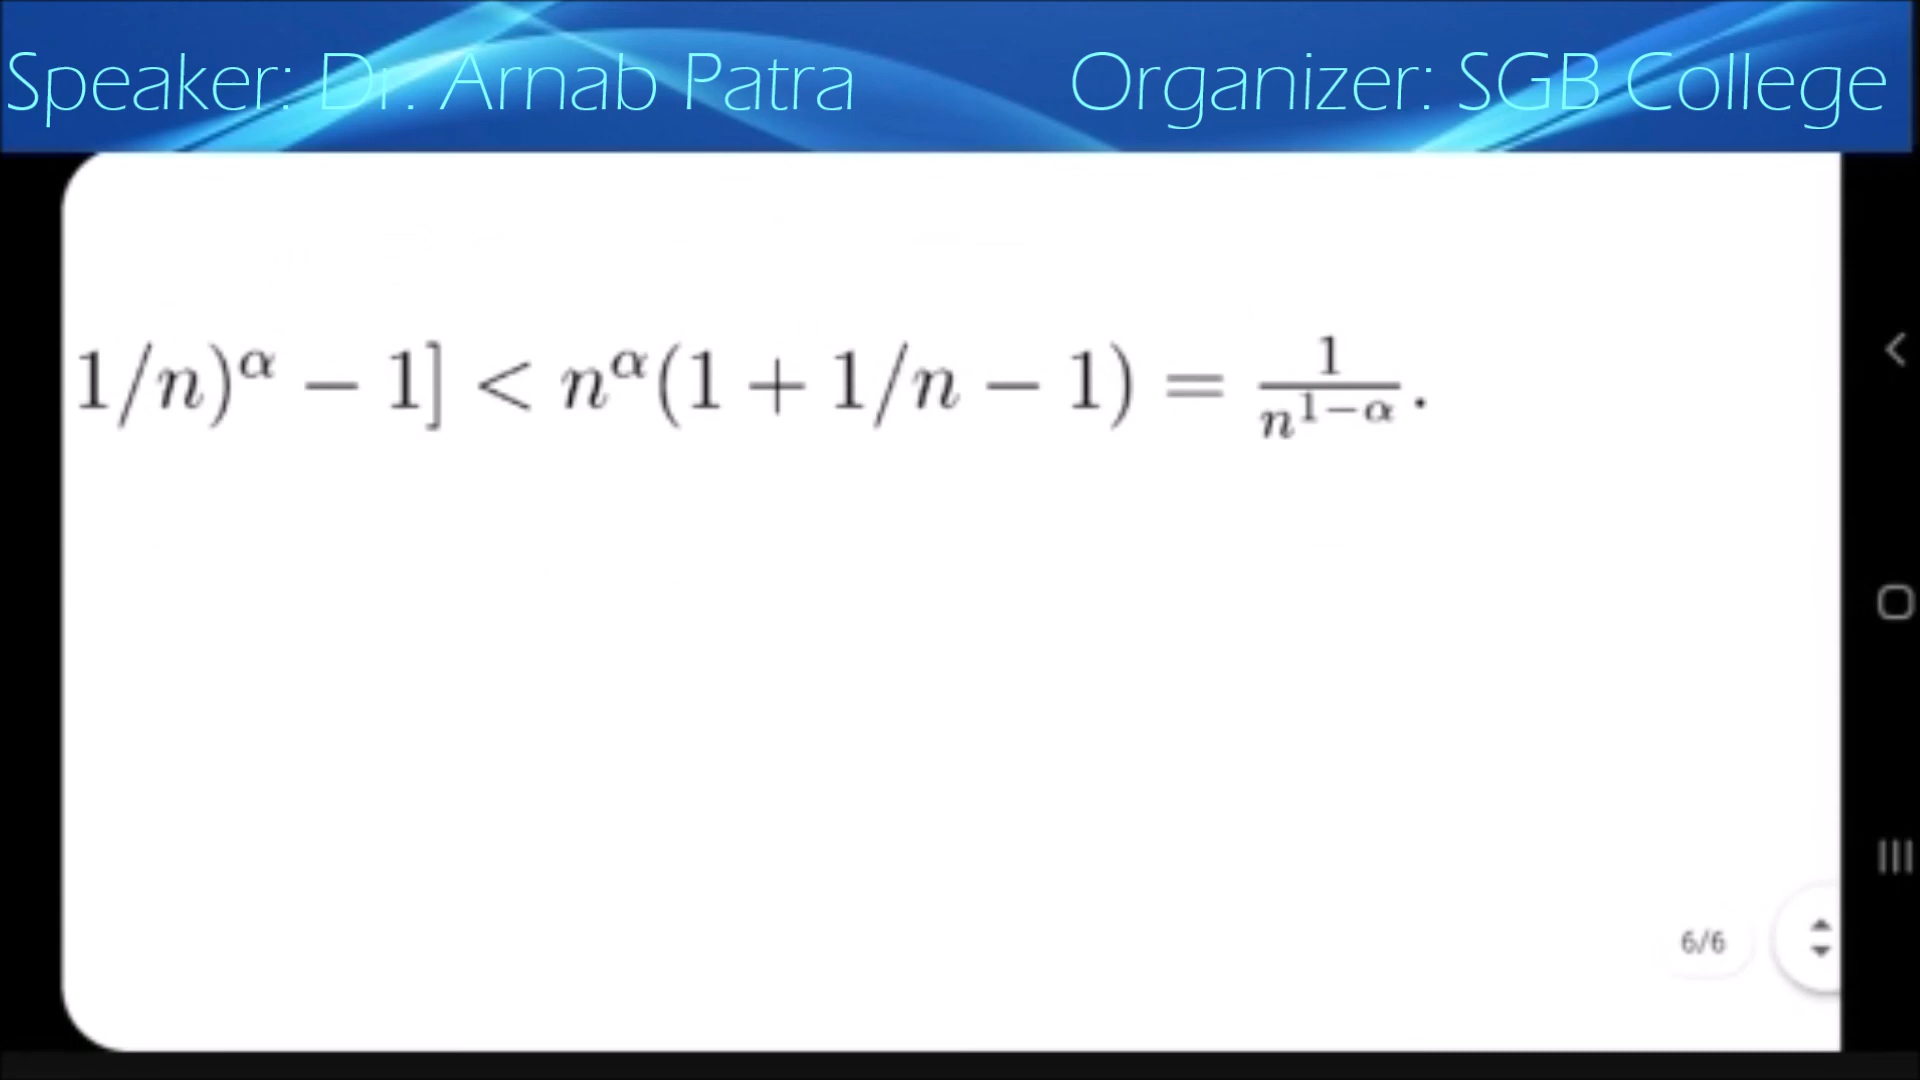 Speaker: Dr. Arnab Patra Organizer: SGB College
1/n)^α − 1] < n^α(1 + 1/n − 1) = 1/n^{1−α}.
6/6